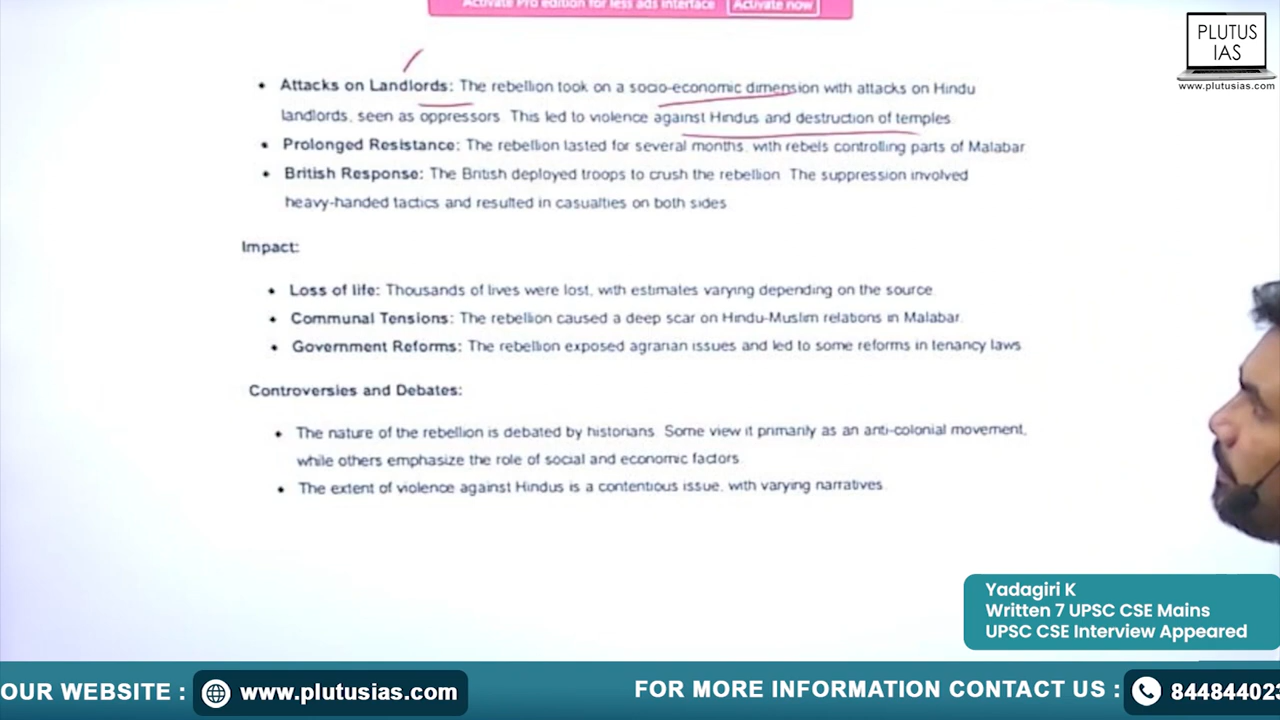 Activate Pro edition for less ads interface Activate now
PLUTUS
IAS
www.plutusias.com
• Attacks on Landlords: The rebellion took on a socio-economic dimension with attacks on Hindu
landlords, seen as oppressors. This led to violence against Hindus and destruction of temples.
• Prolonged Resistance: The rebellion lasted for several months, with rebels controlling parts of Malabar
• British Response: The British deployed troops to crush the rebellion. The suppression involved
heavy-handed tactics and resulted in casualties on both sides
Impact:
• Loss of life: Thousands of lives were lost, with estimates varying depending on the source.
• Communal Tensions: The rebellion caused a deep scar on Hindu-Muslim relations in Malabar.
• Government Reforms: The rebellion exposed agrarian issues and led to some reforms in tenancy laws
Controversies and Debates:
• The nature of the rebellion is debated by historians. Some view it primarily as an anti-colonial movement,
while others emphasize the role of social and economic factors
• The extent of violence against Hindus is a contentious issue, with varying narratives.
Yadagiri K
Written 7 UPSC CSE Mains
UPSC CSE Interview Appeared
OUR WEBSITE : www.plutusias.com
FOR MORE INFORMATION CONTACT US : 844844023